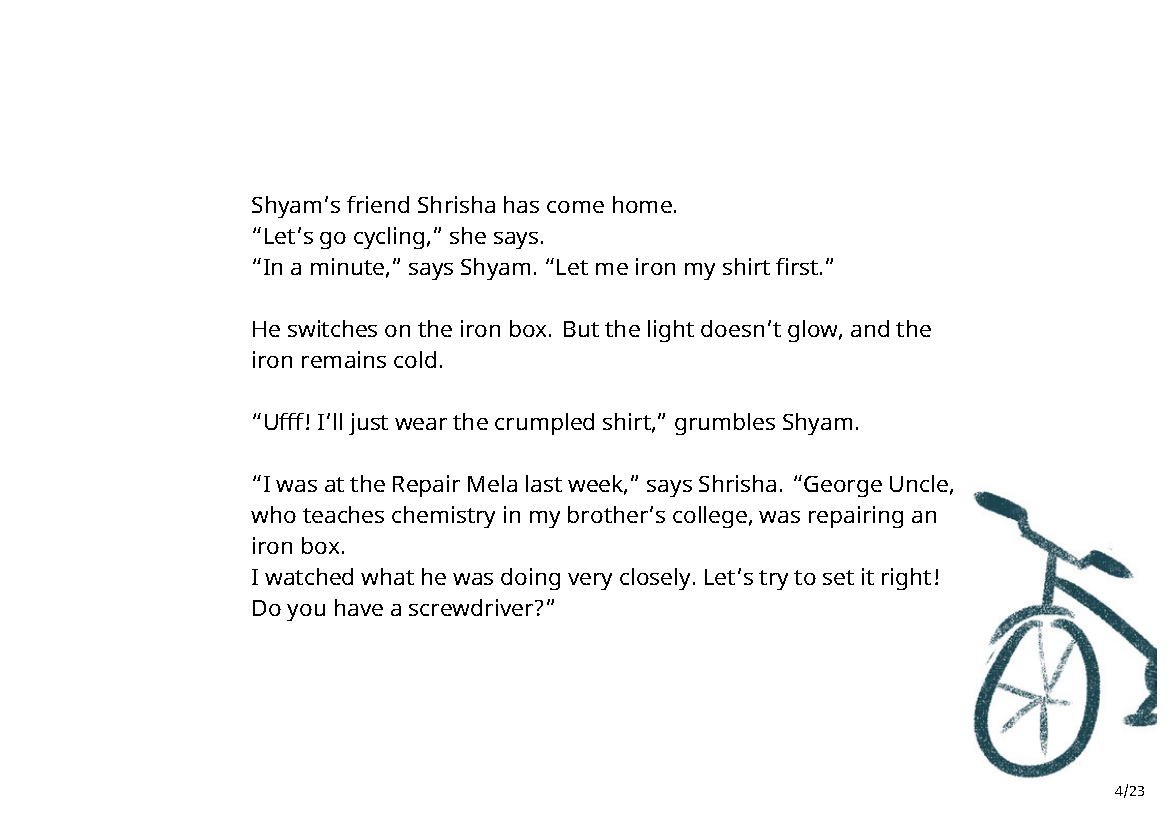 Shyam’s friend Shrisha has come home.
“Let’s go cycling,” she says.
“In a minute,” says Shyam. “Let me iron my shirt first.”
He switches on the iron box. But the light doesn’t glow, and the
iron remains cold.
“Ufff! I’ll just wear the crumpled shirt,” grumbles Shyam.
“I was at the Repair Mela last week,” says Shrisha. “George Uncle,
who teaches chemistry in my brother’s college, was repairing an
iron box.
I watched what he was doing very closely. Let’s try to set it right!
Do you have a screwdriver?”
4/23